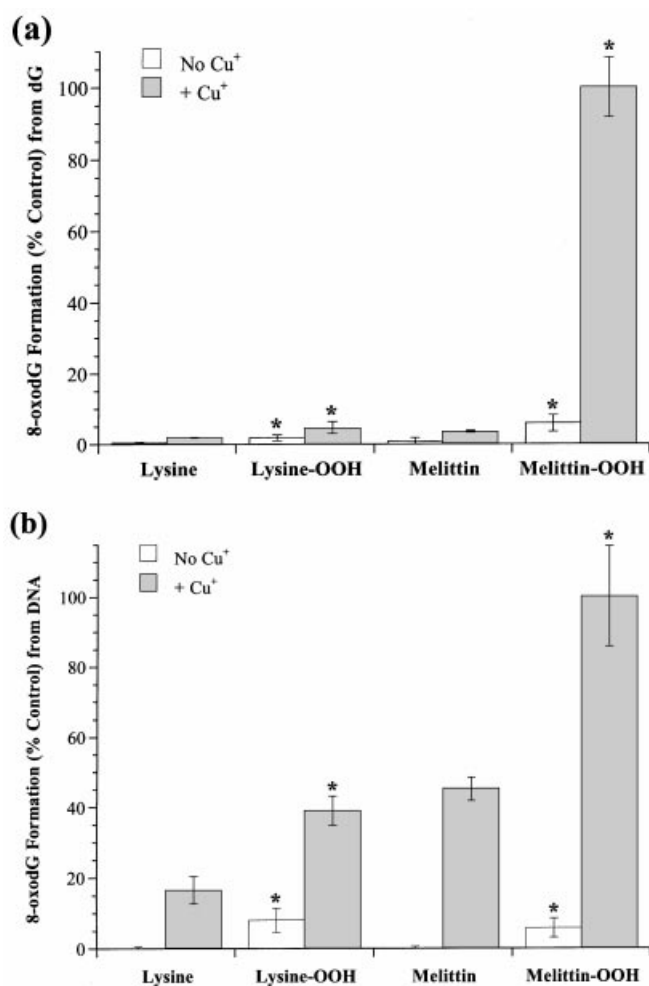 (a)
No Cu⁺
+ Cu⁺
8-oxodG Formation (% Control) from dG
100
80
60
40
20
0
*
*
*
*
Lysine Lysine-OOH Melittin Melittin-OOH
(b)
No Cu⁺
+ Cu⁺
8-oxodG Formation (% Control) from DNA
100
80
60
40
20
0
*
*
*
*
Lysine Lysine-OOH Melittin Melittin-OOH